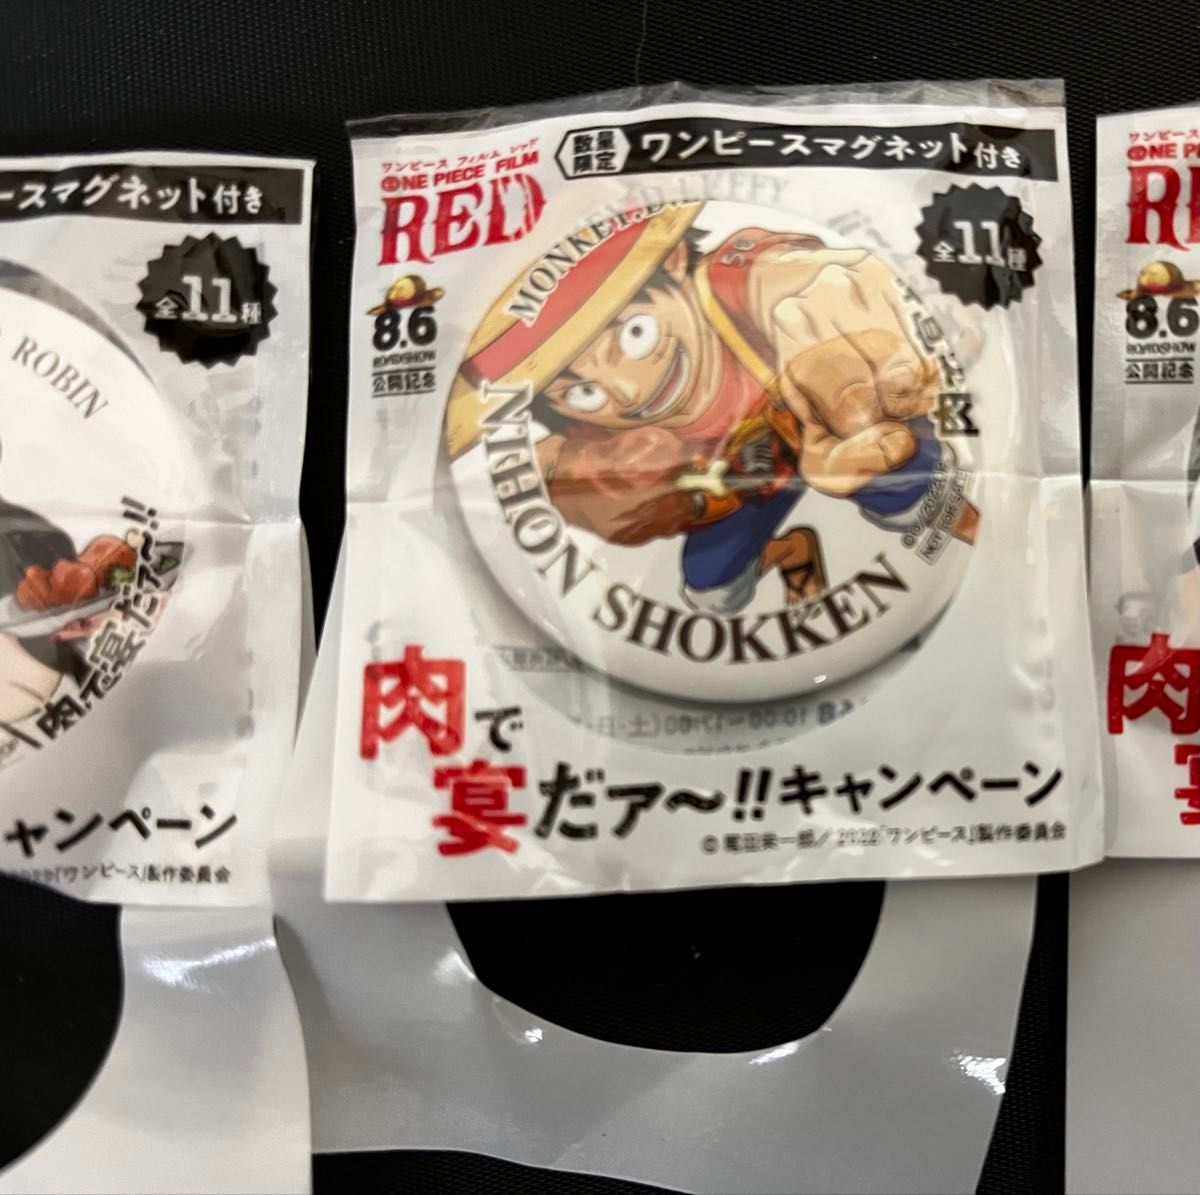 ースマグネット付き
全11種
ROBIN
肉で宴だァ〜!!
ャンペーン
「ワンピース」製作委員会
数量限定
ワンピースマグネット付き
ワンピース フィルム レッド
ONE PIECE FILM
RED
8.6
ROADSHOW
公開記念
全11種
MONKEY.D.LUFFY
NIHON SHOKKEN
NOT FOR SALE
肉で
宴だァ〜!!キャンペーン
©尾田栄一郎/2022「ワンピース」製作委員会
ワンピース
ONE PIECE
8.6
ROADSHOW
公開記念
肉